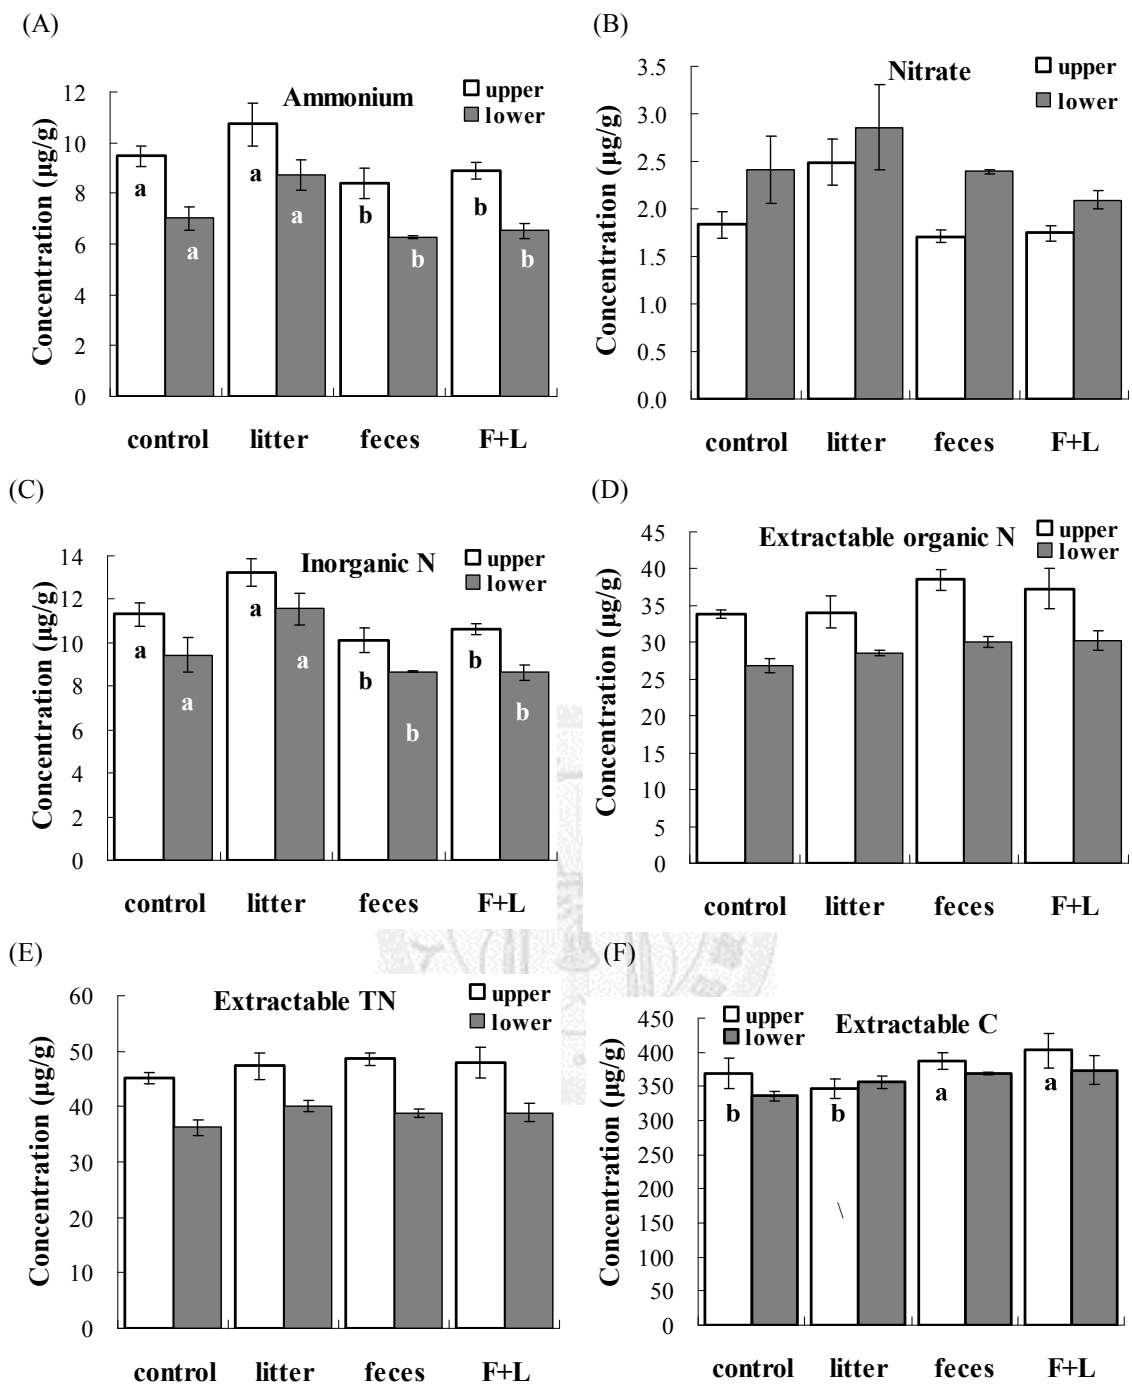 (A)
Ammonium
upper
lower
Concentration (µg/g)
12
10
8
6
4
2
0
a
a
a
a
b
b
b
b
control litter feces F+L
(B)
Nitrate
upper
lower
Concentration (µg/g)
3.5
3.0
2.5
2.0
1.5
1.0
0.5
0.0
control litter feces F+L
(C)
Inorganic N
upper
lower
Concentration (µg/g)
14
12
10
8
6
4
2
0
a
a
a
a
b
b
b
b
control litter feces F+L
(D)
Extractable organic N
upper
lower
Concentration (µg/g)
45
40
35
30
25
20
15
10
5
0
control litter feces F+L
(E)
Extractable TN
upper
lower
Concentration (µg/g)
60
50
40
30
20
10
0
control litter feces F+L
(F)
Extractable C
upper
lower
Concentration (µg/g)
450
400
350
300
250
200
150
100
50
0
b
b
a
a
\
control litter feces F+L